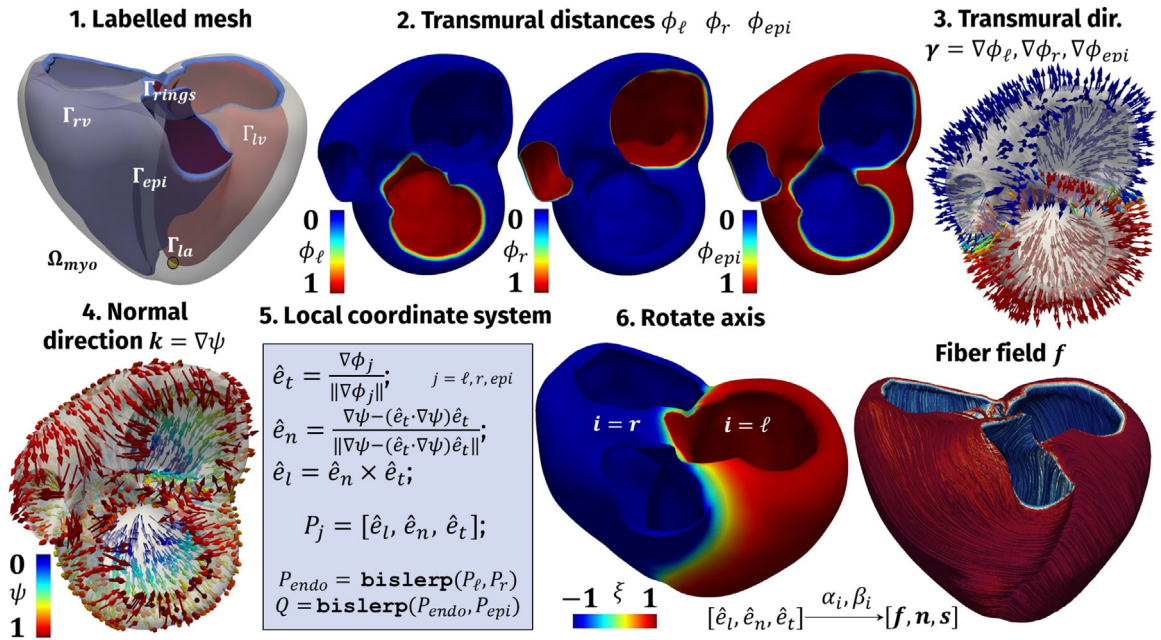 1. Labelled mesh
Γ_rings
Γ_rv
Γ_lv
Γ_epi
Γ_la
Ω_myo
2. Transmural distances ϕ_ℓ ϕ_r ϕ_epi
0
ϕ_ℓ
1
0
ϕ_r
1
0
ϕ_epi
1
3. Transmural dir.
γ = ∇ϕ_ℓ, ∇ϕ_r, ∇ϕ_epi
4. Normal
direction k = ∇ψ
0
ψ
1
5. Local coordinate system
ê_t = ∇ϕ_j / ‖∇ϕ_j‖; j = ℓ, r, epi
ê_n = ∇ψ−(ê_t·∇ψ)ê_t / ‖∇ψ−(ê_t·∇ψ)ê_t‖;
ê_l = ê_n × ê_t;
P_j = [ê_l, ê_n, ê_t];
P_endo = bislerp(P_ℓ, P_r)
Q = bislerp(P_endo, P_epi)
6. Rotate axis
i = r
i = ℓ
−1 ξ 1
[ê_l, ê_n, ê_t] α_i, β_i → [f, n, s]
Fiber field f